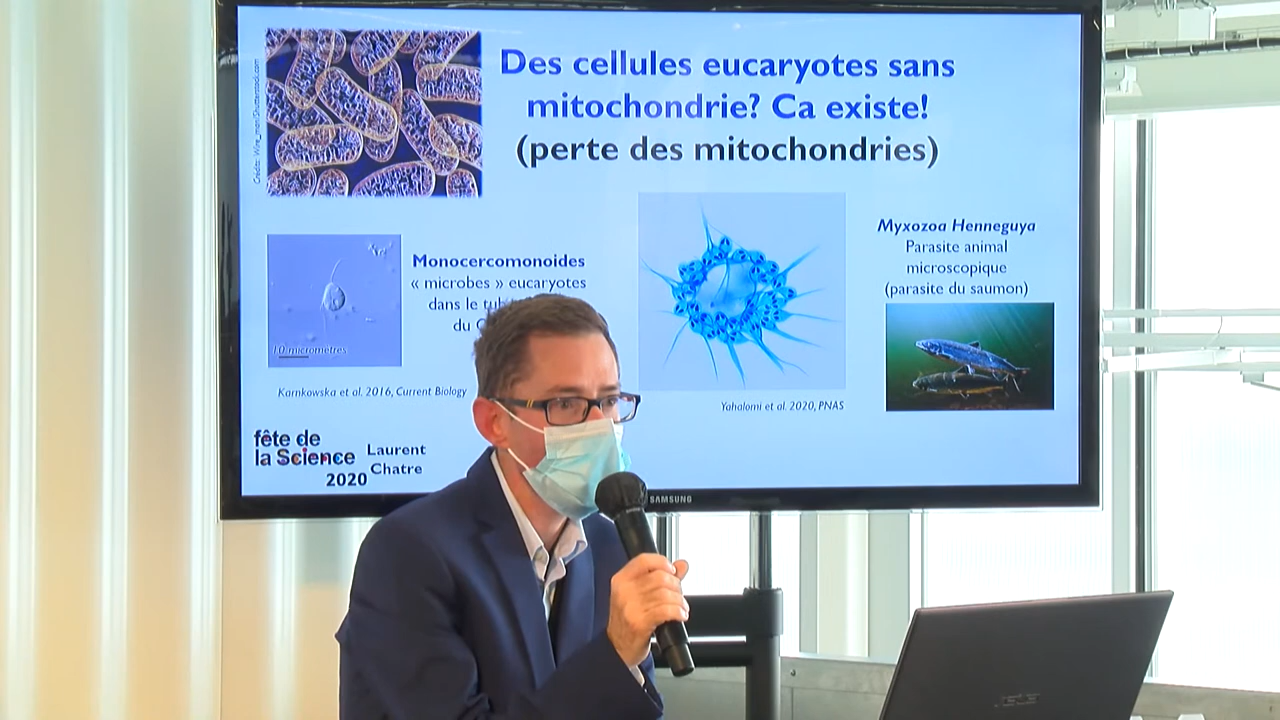 Des cellules eucaryotes sans
mitochondrie? Ca existe!
(perte des mitochondries)
Monocercomonoides
« microbes » eucaryotes
dans le
du
10 micromètres
Karnkowska et al. 2016, Current Biology
Yahalomi et al. 2020, PNAS
Myxozoa Henneguya
Parasite animal
microscopique
(parasite du saumon)
fête de
la Science
2020
Laurent
Chatre
SAMSUNG